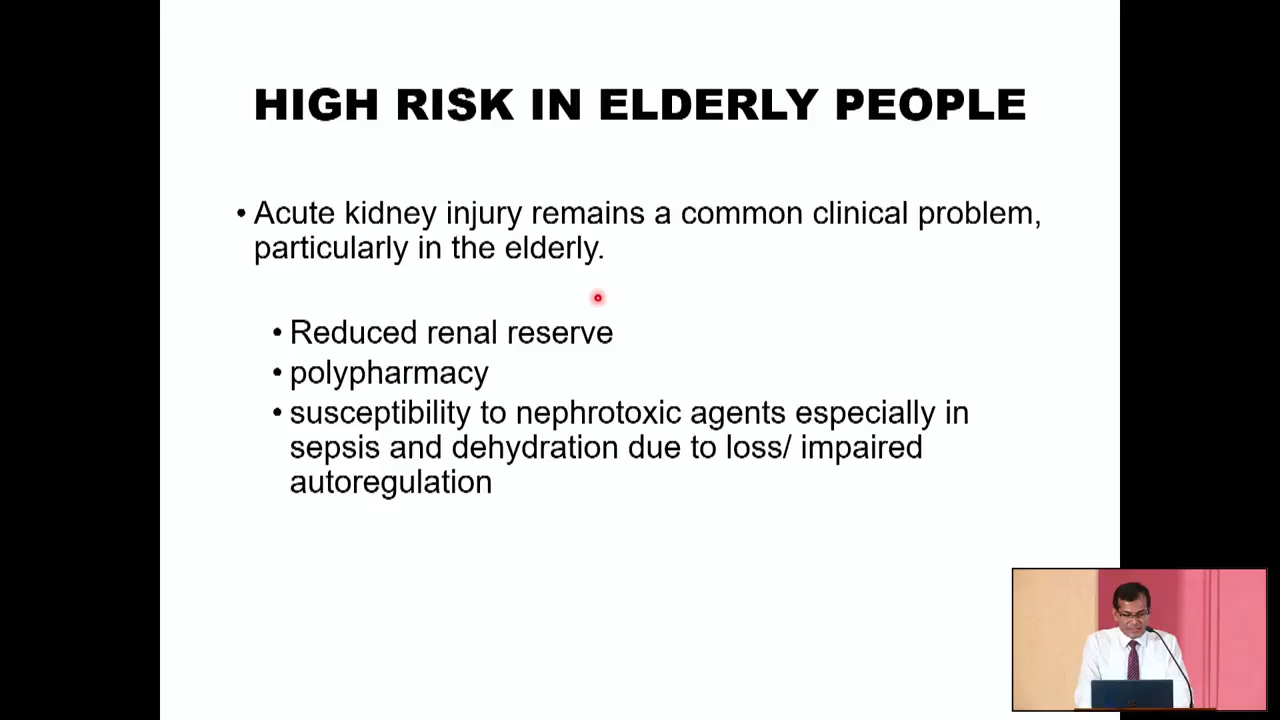 HIGH RISK IN ELDERLY PEOPLE
• Acute kidney injury remains a common clinical problem,
particularly in the elderly.
• Reduced renal reserve
• polypharmacy
• susceptibility to nephrotoxic agents especially in
sepsis and dehydration due to loss/ impaired
autoregulation